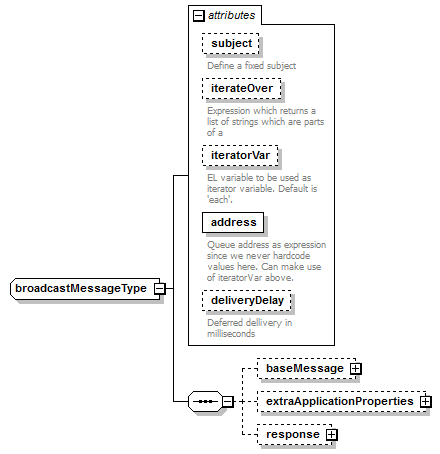 attributes
subject
Define a fixed subject
iterateOver
Expression which returns a
list of strings which are parts
of a
iteratorVar
EL variable to be used as
iterator variable. Default is
'each'.
address
Queue address as expression
since we never hardcode
values here. Can make use
of iteratorVar above.
deliveryDelay
Deferred dellivery in
milliseconds
broadcastMessageType
baseMessage
extraApplicationProperties
response